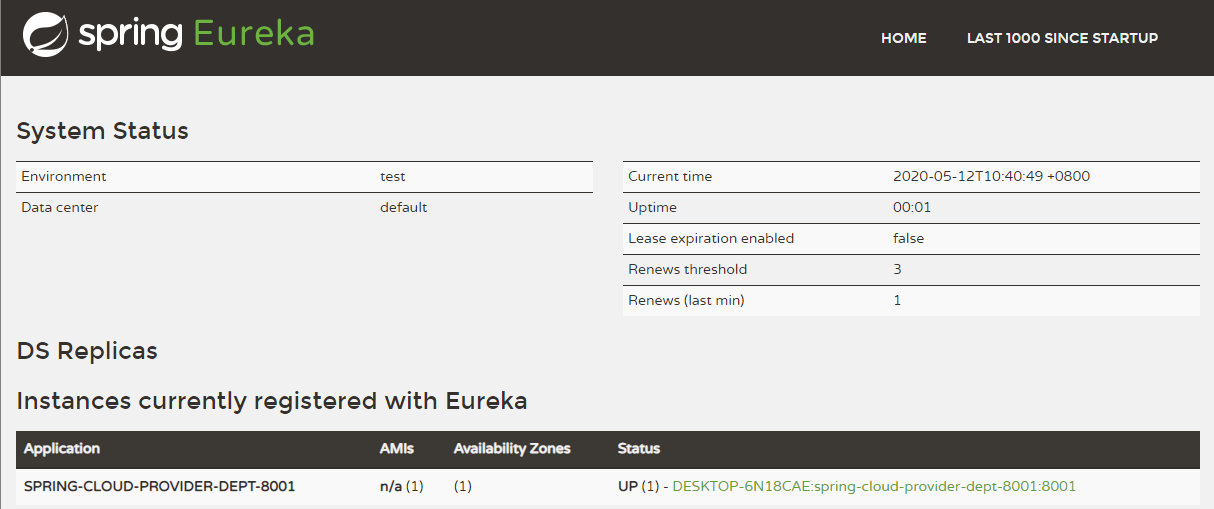 spring Eureka HOME LAST 1000 SINCE STARTUP
System Status
Environment test
Data center default
Current time 2020-05-12T10:40:49 +0800
Uptime 00:01
Lease expiration enabled false
Renews threshold 3
Renews (last min) 1
DS Replicas
Instances currently registered with Eureka
Application AMIs Availability Zones Status
SPRING-CLOUD-PROVIDER-DEPT-8001 n/a (1) (1) UP (1) - DESKTOP-6N18CAE:spring-cloud-provider-dept-8001:8001